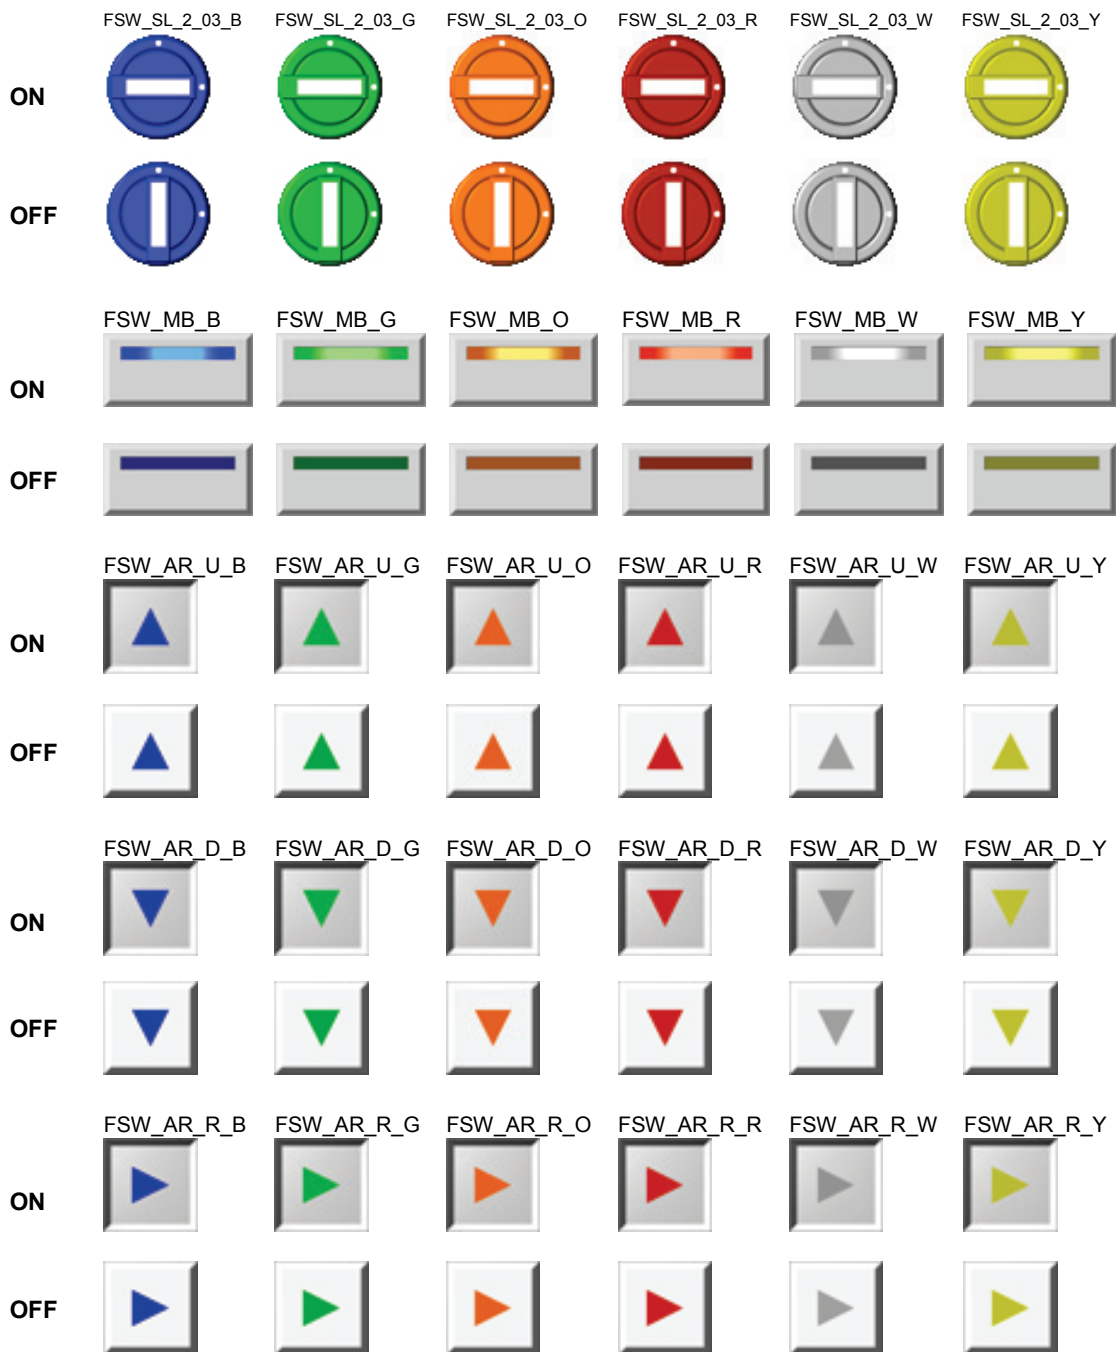 FSW_SL_2_03_B FSW_SL_2_03_G FSW_SL_2_03_O FSW_SL_2_03_R FSW_SL_2_03_W FSW_SL_2_03_Y
ON
OFF
FSW_MB_B FSW_MB_G FSW_MB_O FSW_MB_R FSW_MB_W FSW_MB_Y
ON
OFF
FSW_AR_U_B FSW_AR_U_G FSW_AR_U_O FSW_AR_U_R FSW_AR_U_W FSW_AR_U_Y
ON
OFF
FSW_AR_D_B FSW_AR_D_G FSW_AR_D_O FSW_AR_D_R FSW_AR_D_W FSW_AR_D_Y
ON
OFF
FSW_AR_R_B FSW_AR_R_G FSW_AR_R_O FSW_AR_R_R FSW_AR_R_W FSW_AR_R_Y
ON
OFF